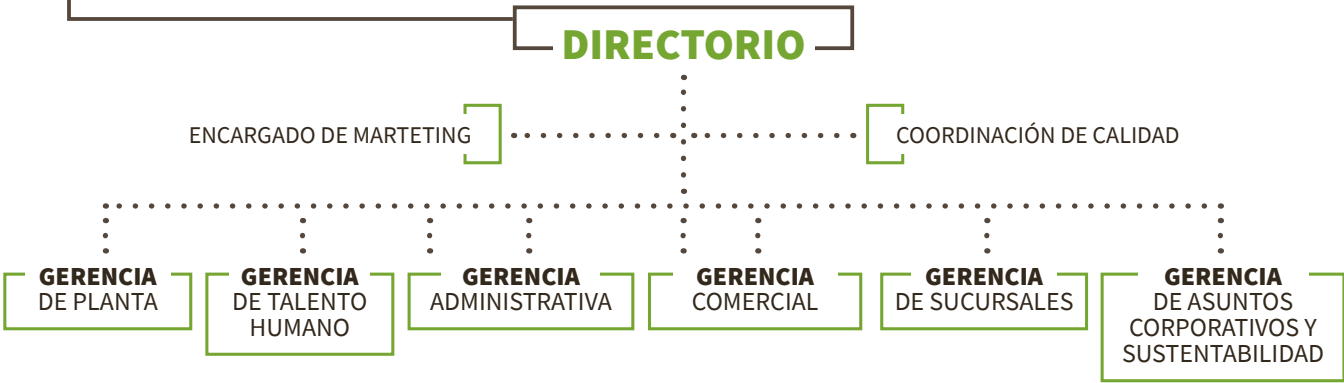 DIRECTORIO
ENCARGADO DE MARTETING
COORDINACIÓN DE CALIDAD
GERENCIA
DE PLANTA
GERENCIA
DE TALENTO
HUMANO
GERENCIA
ADMINISTRATIVA
GERENCIA
COMERCIAL
GERENCIA
DE SUCURSALES
GERENCIA
DE ASUNTOS
CORPORATIVOS Y
SUSTENTABILIDAD